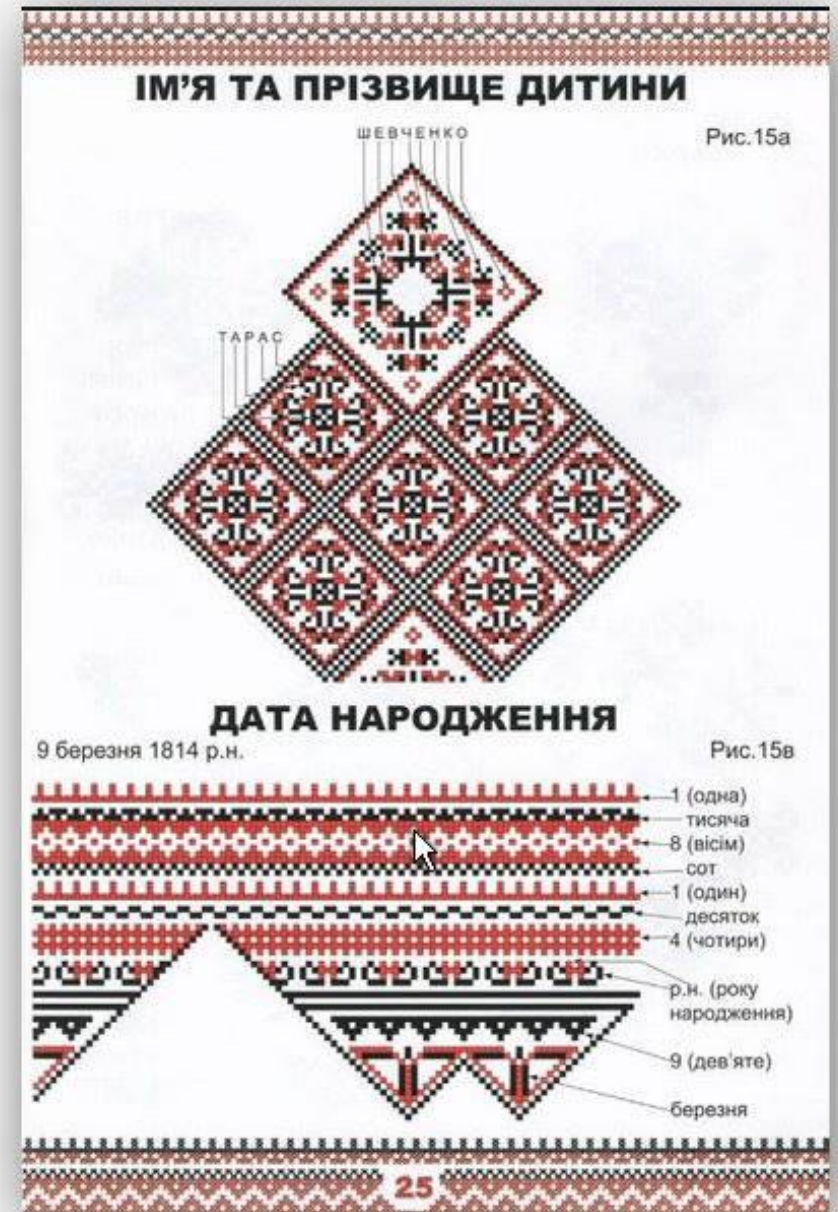 ІМ'Я ТА ПРІЗВИЩЕ ДИТИНИ
Рис.15а
ШЕВЧЕНКО
ТАРАС
ДАТА НАРОДЖЕННЯ
9 березня 1814 р.н.
Рис.15в
1 (одна)
тисяча
8 (вісім)
сот
1 (один)
десяток
4 (чотири)
р.н. (року
народження)
9 (дев'яте)
березня
25